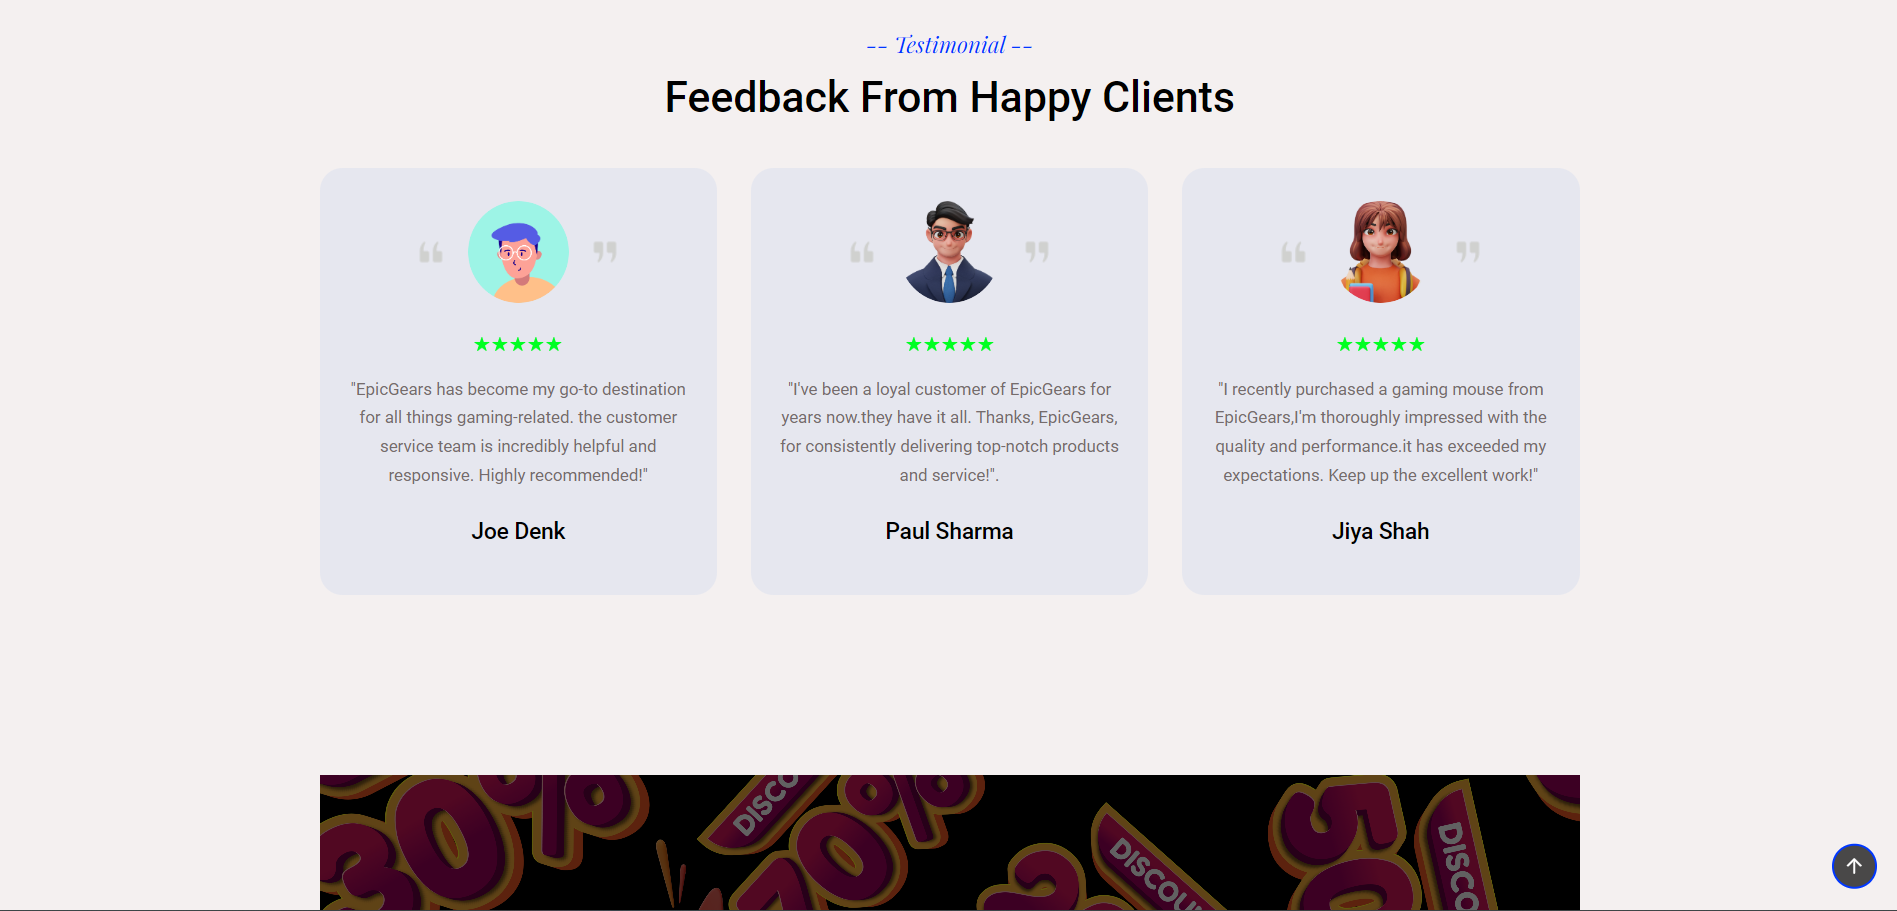 -- Testimonial --
Feedback From Happy Clients
"EpicGears has become my go-to destination
for all things gaming-related. the customer
service team is incredibly helpful and
responsive. Highly recommended!"
Joe Denk
"I've been a loyal customer of EpicGears for
years now.they have it all. Thanks, EpicGears,
for consistently delivering top-notch products
and service!".
Paul Sharma
"I recently purchased a gaming mouse from
EpicGears,I'm thoroughly impressed with the
quality and performance.it has exceeded my
expectations. Keep up the excellent work!"
Jiya Shah
30%
DISCO
70%
DISCOU
50
DISCO